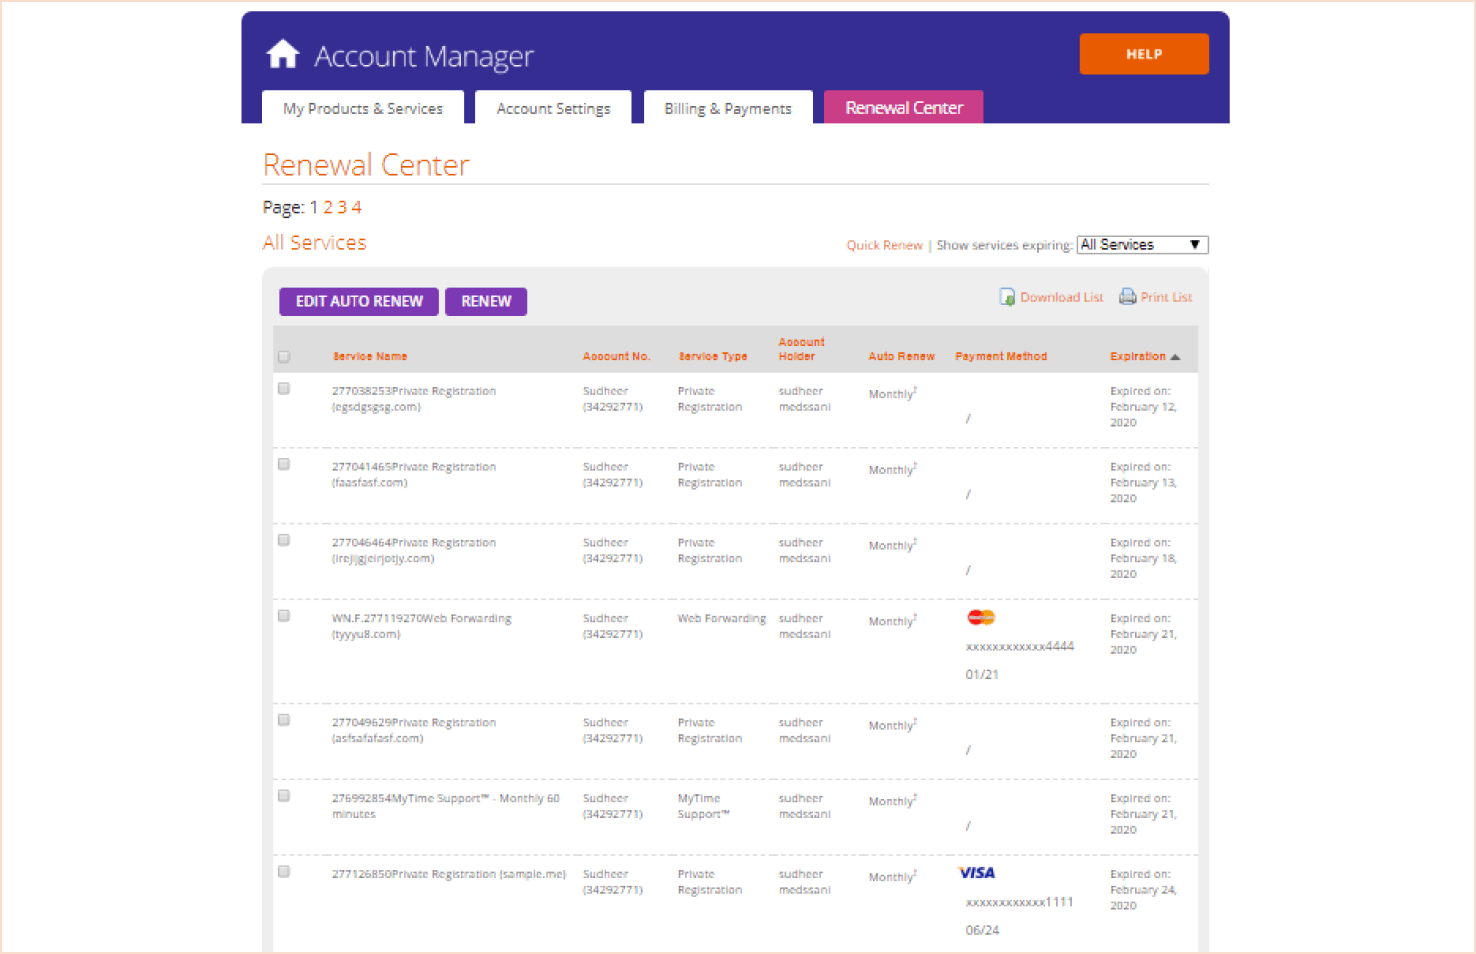 Account Manager
HELP
My Products & Services
Account Settings
Billing & Payments
Renewal Center
Renewal Center
Page: 1 2 3 4
All Services
Quick Renew | Show services expiring: All Services
EDIT AUTO RENEW
RENEW
Download List
Print List
Service Name
Account No.
Service Type
Account
Holder
Auto Renew
Payment Method
Expiration
277038253Private Registration
(egsdgsgsg.com)
Sudheer
(34292771)
Private
Registration
sudheer
medssani
Monthly‡
/
Expired on:
February 12,
2020
277041465Private Registration
(faasfasf.com)
Sudheer
(34292771)
Private
Registration
sudheer
medssani
Monthly‡
/
Expired on:
February 13,
2020
277046464Private Registration
(irejijgjeirjotjy.com)
Sudheer
(34292771)
Private
Registration
sudheer
medssani
Monthly‡
/
Expired on:
February 18,
2020
WN.F.277119270Web Forwarding
(tyyyu8.com)
Sudheer
(34292771)
Web Forwarding
sudheer
medssani
Monthly‡
xxxxxxxxxxxx4444
01/21
Expired on:
February 21,
2020
277049629Private Registration
(asfsafafasf.com)
Sudheer
(34292771)
Private
Registration
sudheer
medssani
Monthly‡
/
Expired on:
February 21,
2020
276992854MyTime Support™ - Monthly 60
minutes
Sudheer
(34292771)
MyTime
Support™
sudheer
medssani
Monthly‡
/
Expired on:
February 21,
2020
277126850Private Registration (sample.me)
Sudheer
(34292771)
Private
Registration
sudheer
medssani
Monthly‡
VISA
xxxxxxxxxxxx1111
06/24
Expired on:
February 24,
2020